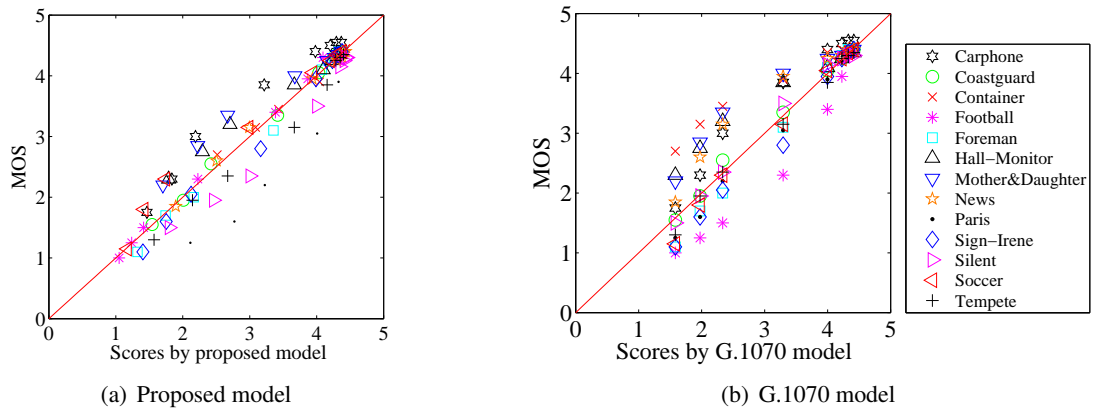 5
4
3
2
1
0
0 1 2 3 4 5
MOS
Scores by proposed model
(a) Proposed model
5
4
3
2
1
0
0 1 2 3 4 5
MOS
Scores by G.1070 model
(b) G.1070 model
Carphone
Coastguard
Container
Football
Foreman
Hall−Monitor
Mother&Daughter
News
Paris
Sign−Irene
Silent
Soccer
Tempete